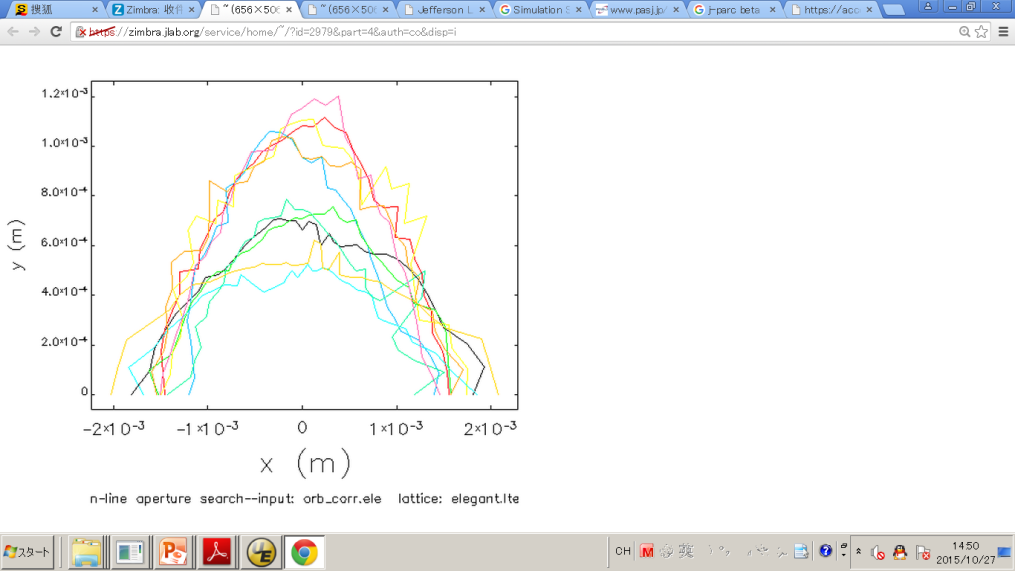 搜狐 Zimbra: 收件 ~ (656×506 ~ (656×506 Jefferson L Simulation S www.pasj.j j-parc beta https://acc
https://zimbra.jlab.org/service/home/~/?id=2979&part=4&auth=co&disp=i
1.2×10⁻³
1.0×10⁻³
8.0×10⁻⁴
6.0×10⁻⁴
4.0×10⁻⁴
2.0×10⁻⁴
0
y (m)
−2×10⁻³ −1×10⁻³ 0 1×10⁻³ 2×10⁻³
x (m)
n-line aperture search--input: orb_corr.ele lattice: elegant.lte
スタート CH 英 14:50
2015/10/27